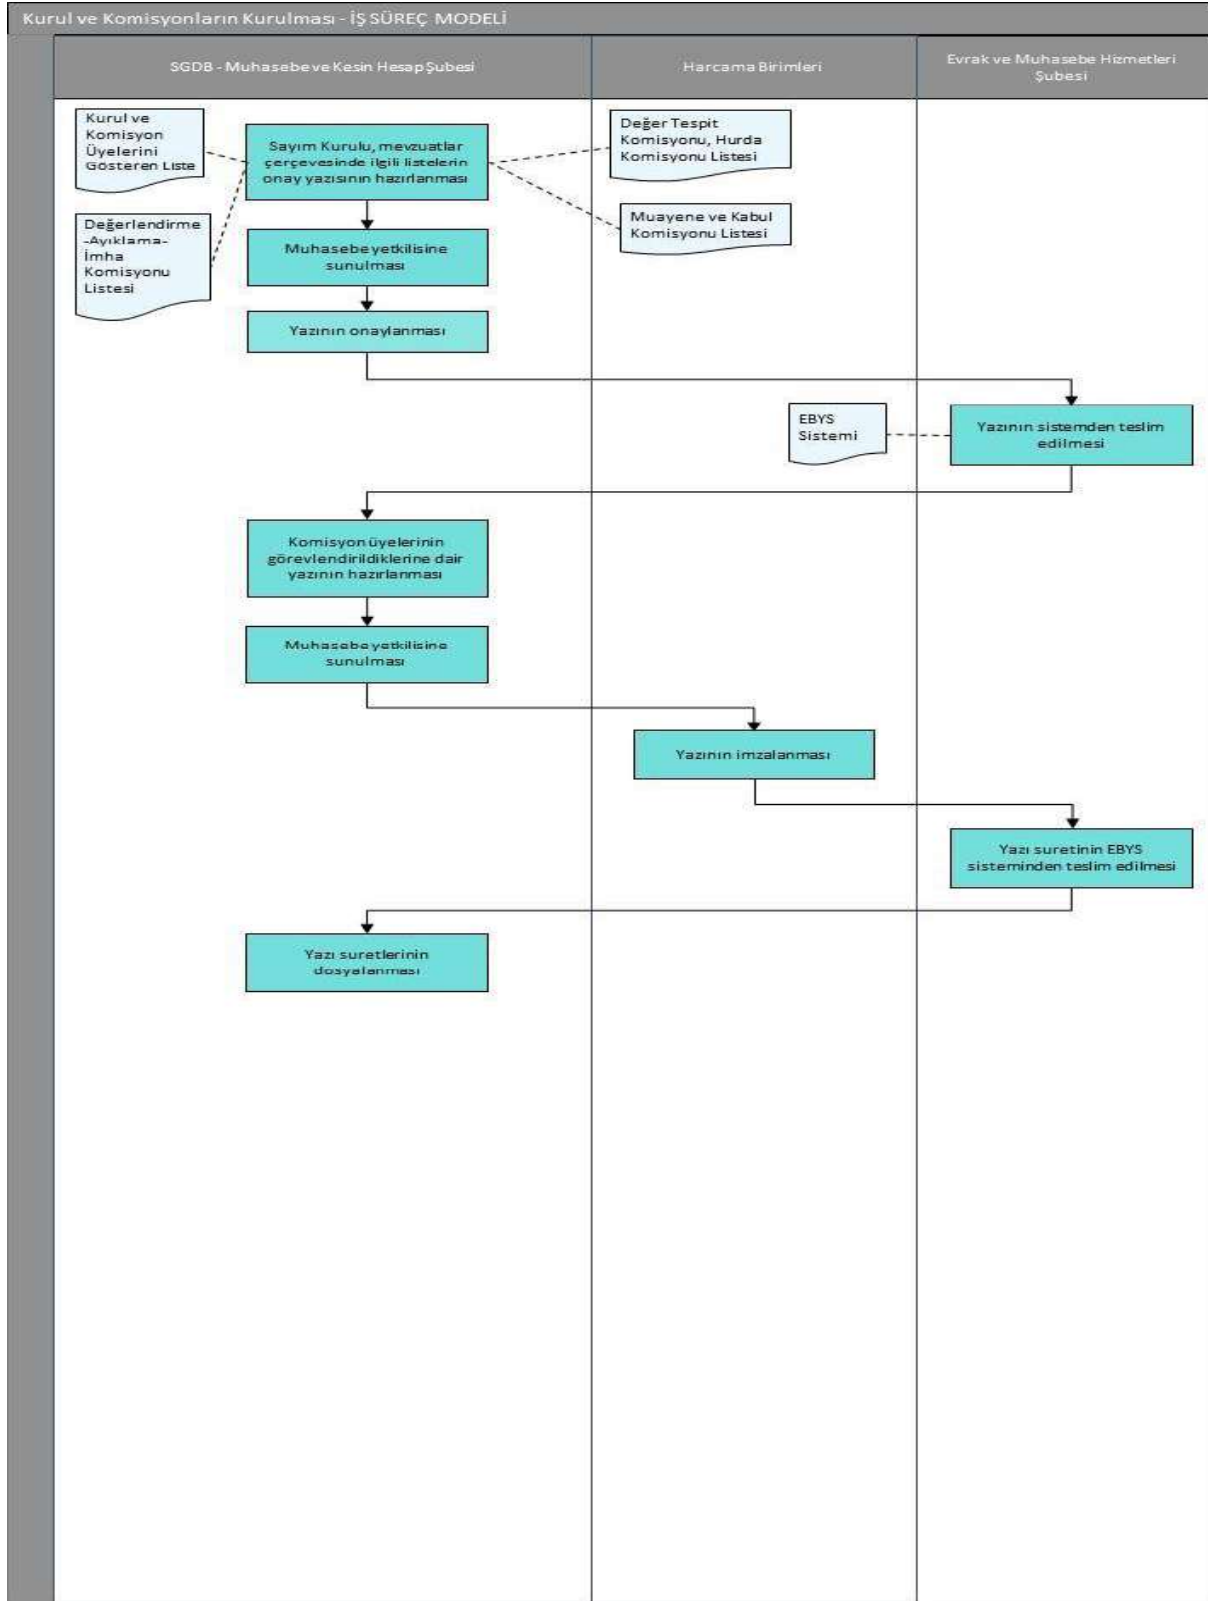 Kurul ve Komisyonların Kurulması - İŞ SÜREÇ MODELİ
SGDB - Muhasebe ve Kesin Hesap Şubesi
Harcama Birimleri
Evrak ve Muhasebe Hizmetleri
Şubesi
Kurul ve
Komisyon
Üyelerini
Gösteren Liste
Sayım Kurulu, mevzuatlar
çerçevesinde ilgili listelerin
onay yazısının hazırlanması
Değer Tespit
Komisyonu, Hurda
Komisyonu Listesi
Değerlendirme
-Ayıklama-
İmha
Komisyonu
Listesi
Muayene ve Kabul
Komisyonu Listesi
Muhasebe yetkilisine
sunulması
Yazının onaylanması
EBYS
Sistemi
Yazının sistemden teslim
edilmesi
Komisyon üyelerinin
görevlendirildiklerine dair
yazının hazırlanması
Muhasebe yetkilisine
sunulması
Yazının imzalanması
Yazı suretinin EBYS
sisteminden teslim edilmesi
Yazı suretlerinin
dosyalanması